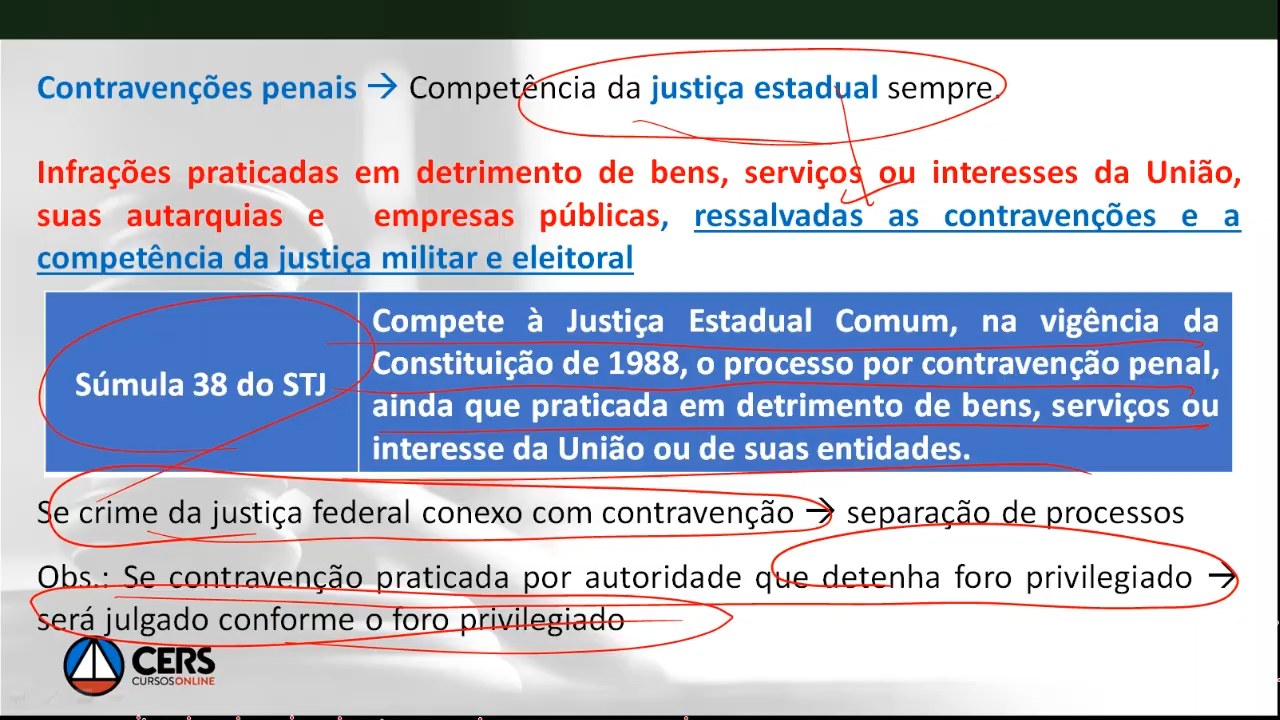 Contravenções penais → Competência da justiça estadual sempre.
Infrações praticadas em detrimento de bens, serviços ou interesses da União,
suas autarquias e empresas públicas, ressalvadas as contravenções e a
competência da justiça militar e eleitoral
Súmula 38 do STJ
Compete à Justiça Estadual Comum, na vigência da
Constituição de 1988, o processo por contravenção penal,
ainda que praticada em detrimento de bens, serviços ou
interesse da União ou de suas entidades.
Se crime da justiça federal conexo com contravenção → separação de processos
Obs.: Se contravenção praticada por autoridade que detenha foro privilegiado →
será julgado conforme o foro privilegiado
CERS
CURSOS ONLINE